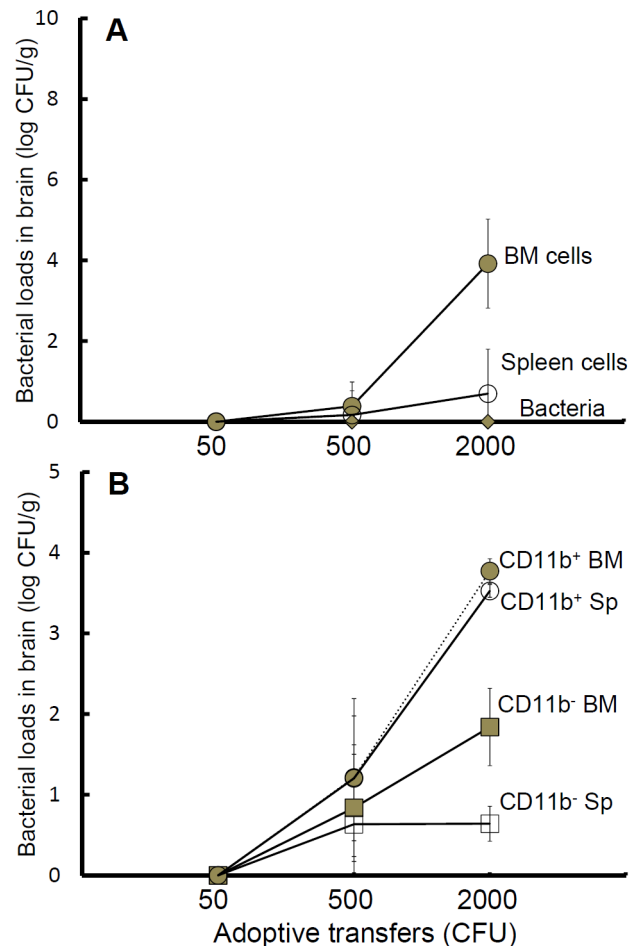 A
Bacterial loads in brain (log CFU/g)
10
8
6
4
2
0
BM cells
Spleen cells
Bacteria
50 500 2000
B
Bacterial loads in brain (log CFU/g)
5
4
3
2
1
0
CD11b⁺ BM
CD11b⁺ Sp
CD11b⁻ BM
CD11b⁻ Sp
50 500 2000
Adoptive transfers (CFU)